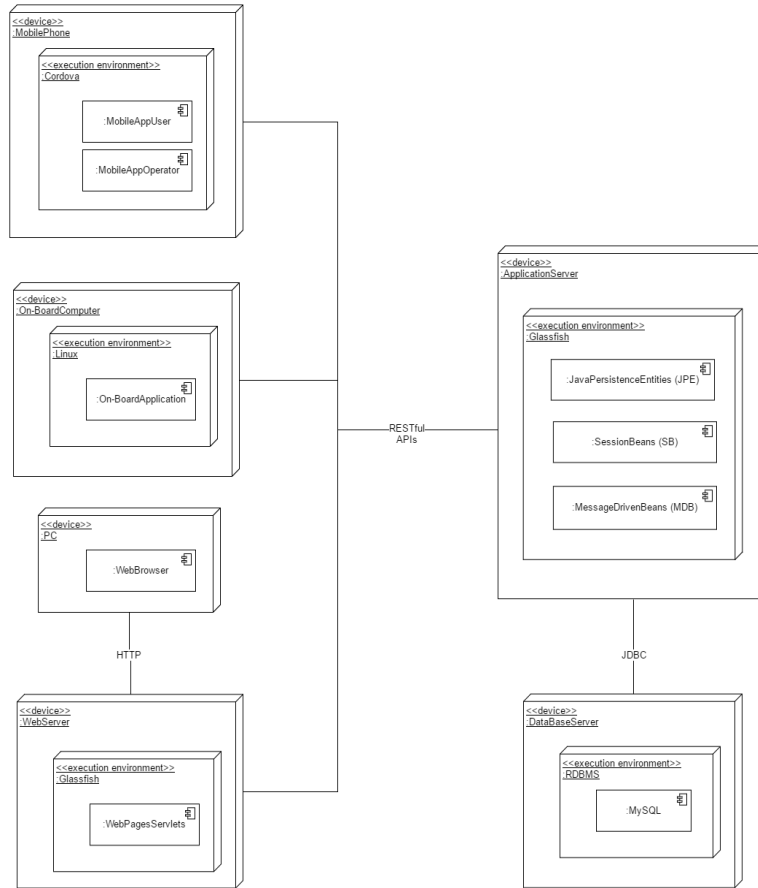 <<device>>
:MobilePhone
<<execution environment>>
:Cordova
:MobileAppUser
:MobileAppOperator
<<device>>
:On-BoardComputer
<<execution environment>>
:Linux
:On-BoardApplication
<<device>>
:PC
:WebBrowser
HTTP
<<device>>
:WebServer
<<execution environment>>
:Glassfish
:WebPagesServlets
RESTful
APIs
<<device>>
:ApplicationServer
<<execution environment>>
:Glassfish
:JavaPersistenceEntities (JPE)
:SessionBeans (SB)
:MessageDrivenBeans (MDB)
JDBC
<<device>>
:DataBaseServer
<<execution environment>>
:RDBMS
:MySQL